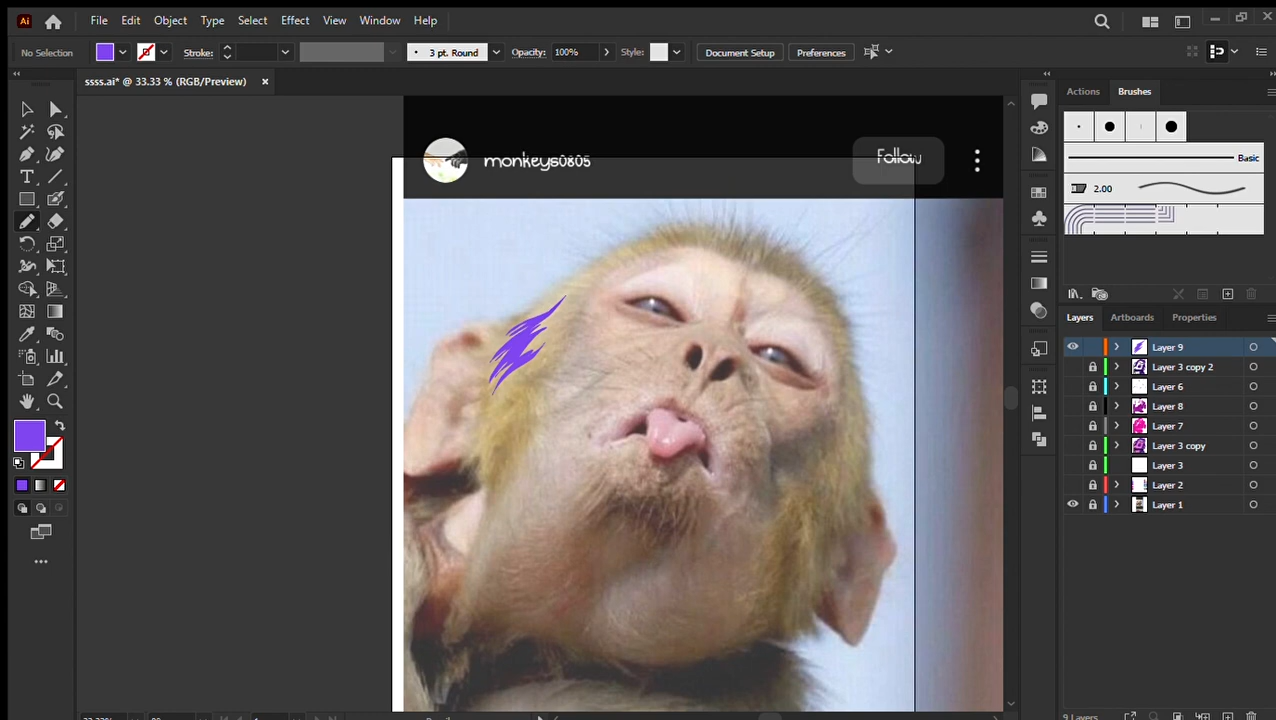 Ai File Edit Object Type Select Effect View Window Help
No Selection Stroke: 3 pt. Round Opacity: 100% Style: Document Setup Preferences
ssss.ai* @ 33.33 % (RGB/Preview) ×
monkeys0805 Follow
Actions Brushes
Basic
2.00
Layers Artboards Properties
Layer 9
Layer 3 copy 2
Layer 6
Layer 8
Layer 7
Layer 3 copy
Layer 3
Layer 2
Layer 1